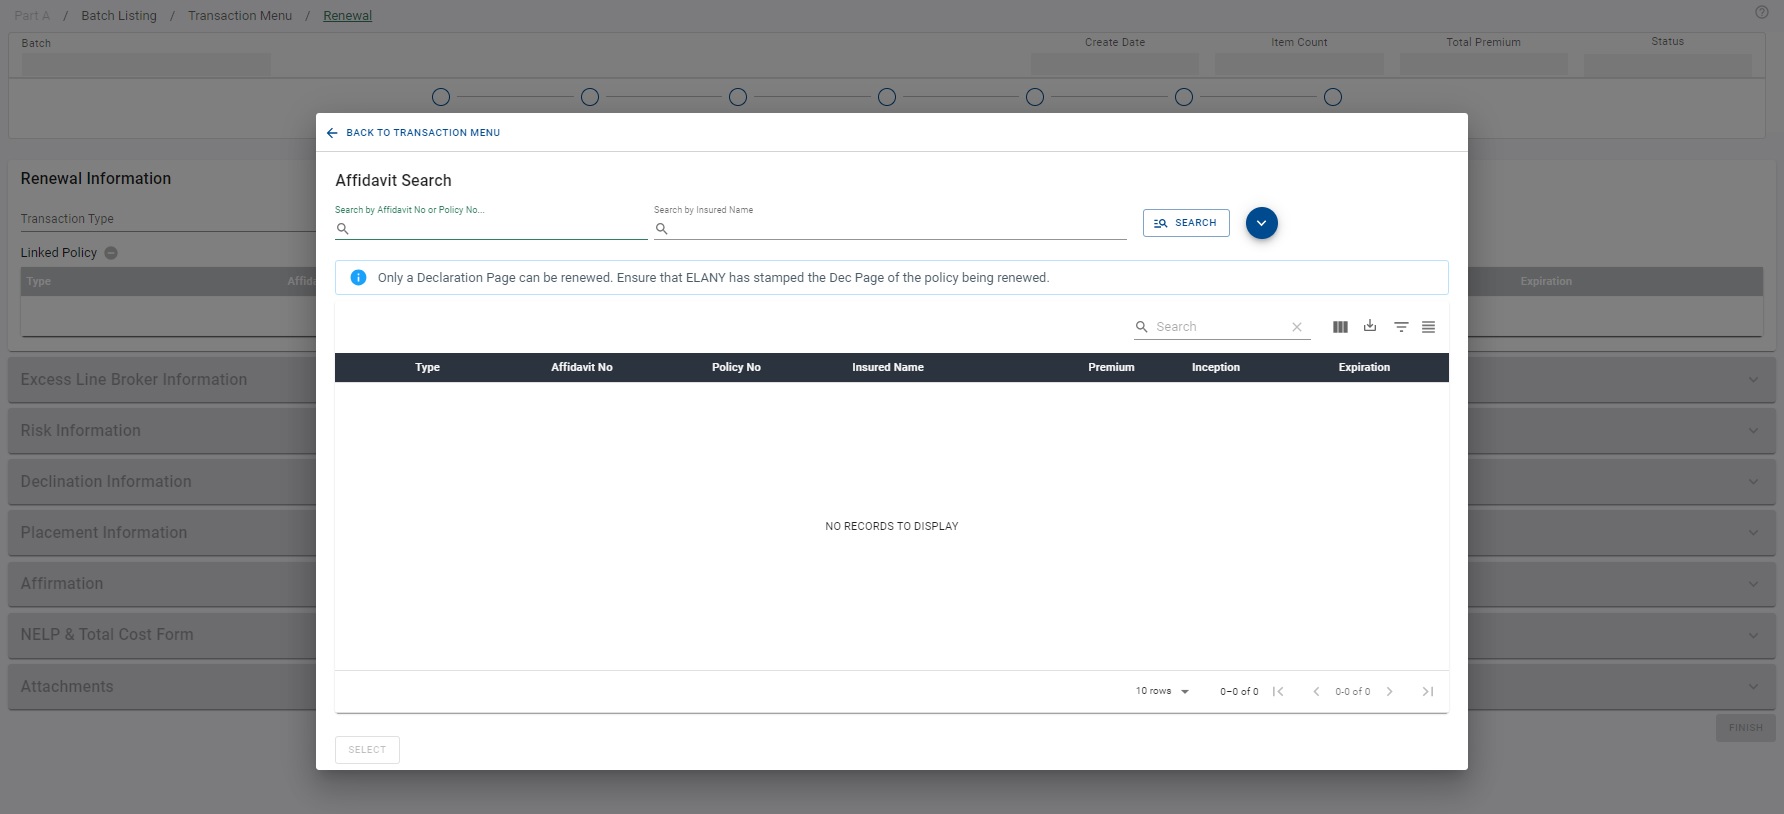 Part A / Batch Listing / Transaction Menu / Renewal
Batch
Create Date
Item Count
Total Premium
Status
BACK TO TRANSACTION MENU
Renewal Information
Transaction Type
Linked Policy
Type
Affida
Expiration
Excess Line Broker Information
Risk Information
Declination Information
Placement Information
Affirmation
NELP & Total Cost Form
Attachments
FINISH
Affidavit Search
Search by Affidavit No or Policy No...
Search by Insured Name
SEARCH
Only a Declaration Page can be renewed. Ensure that ELANY has stamped the Dec Page of the policy being renewed.
Search
Type Affidavit No Policy No Insured Name Premium Inception Expiration
NO RECORDS TO DISPLAY
10 rows 0–0 of 0 0-0 of 0
SELECT